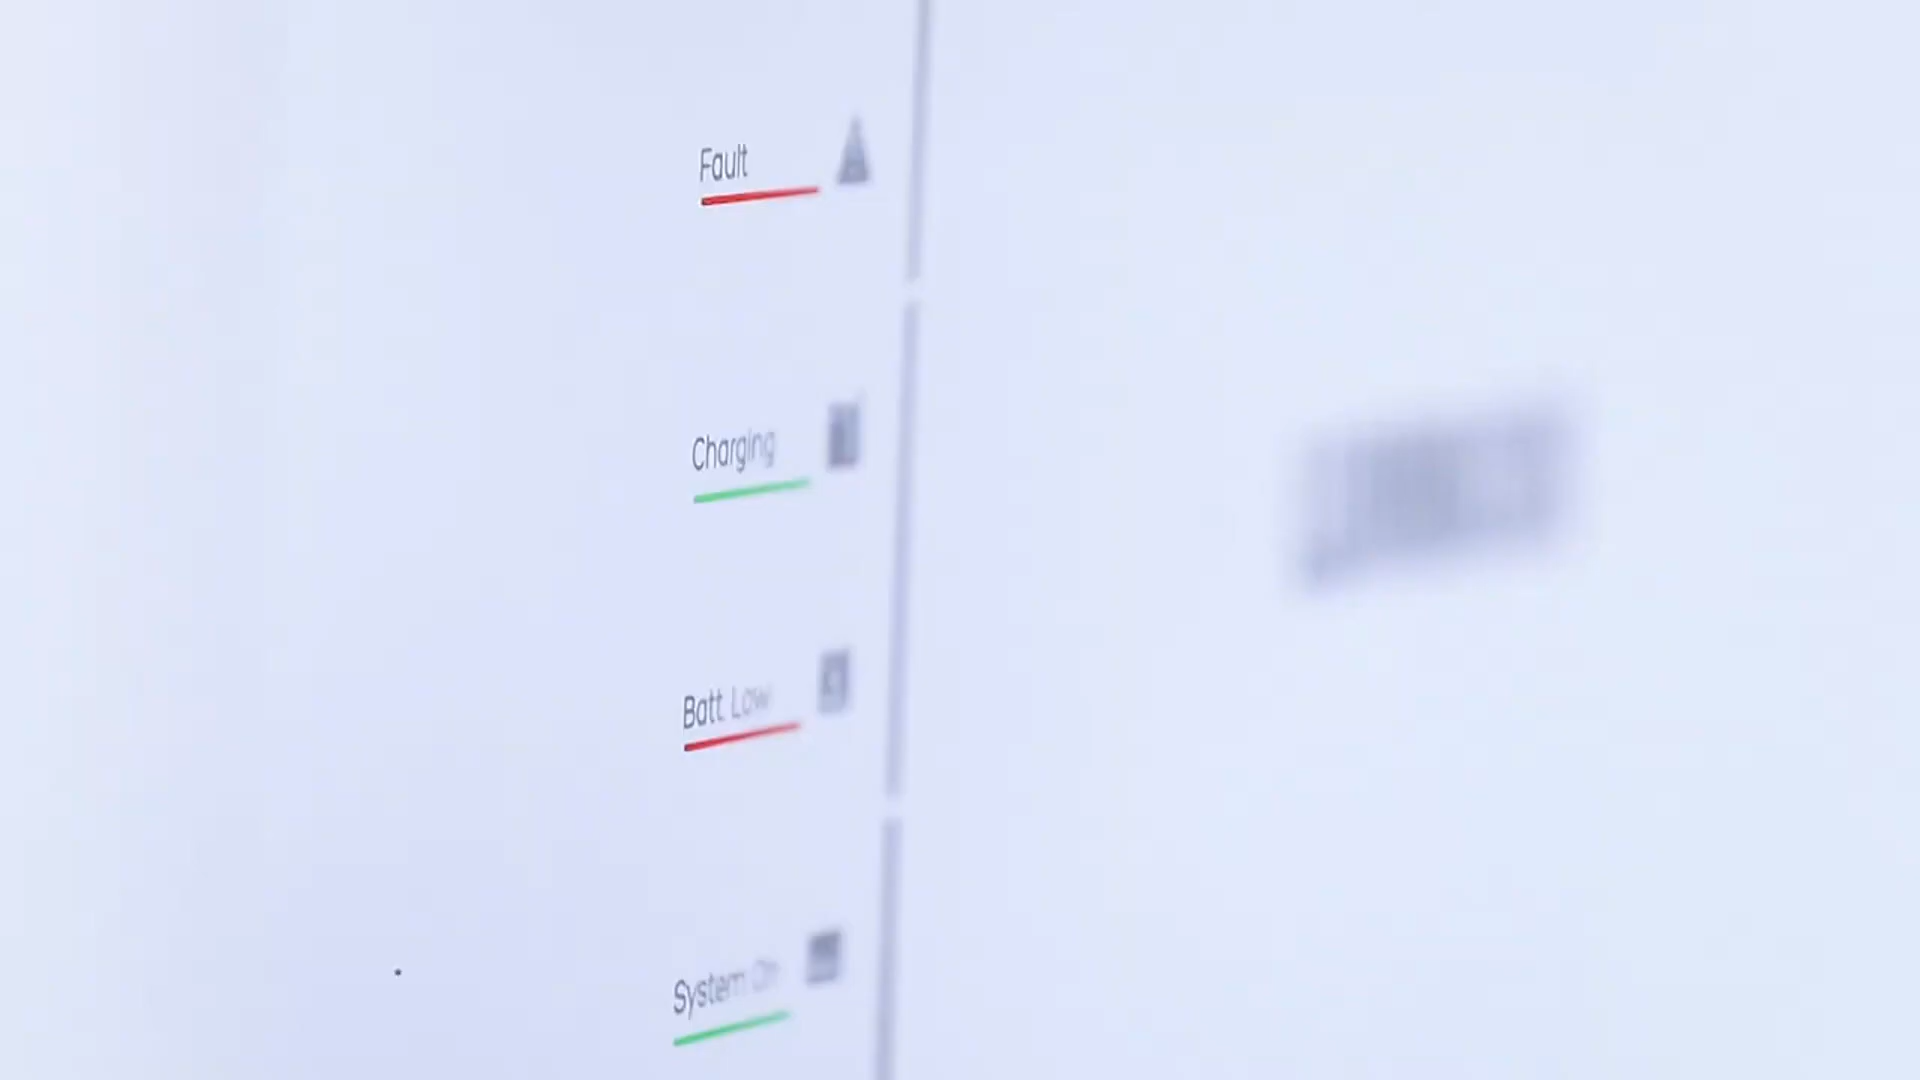 Fault
Charging
Batt. Low
System On